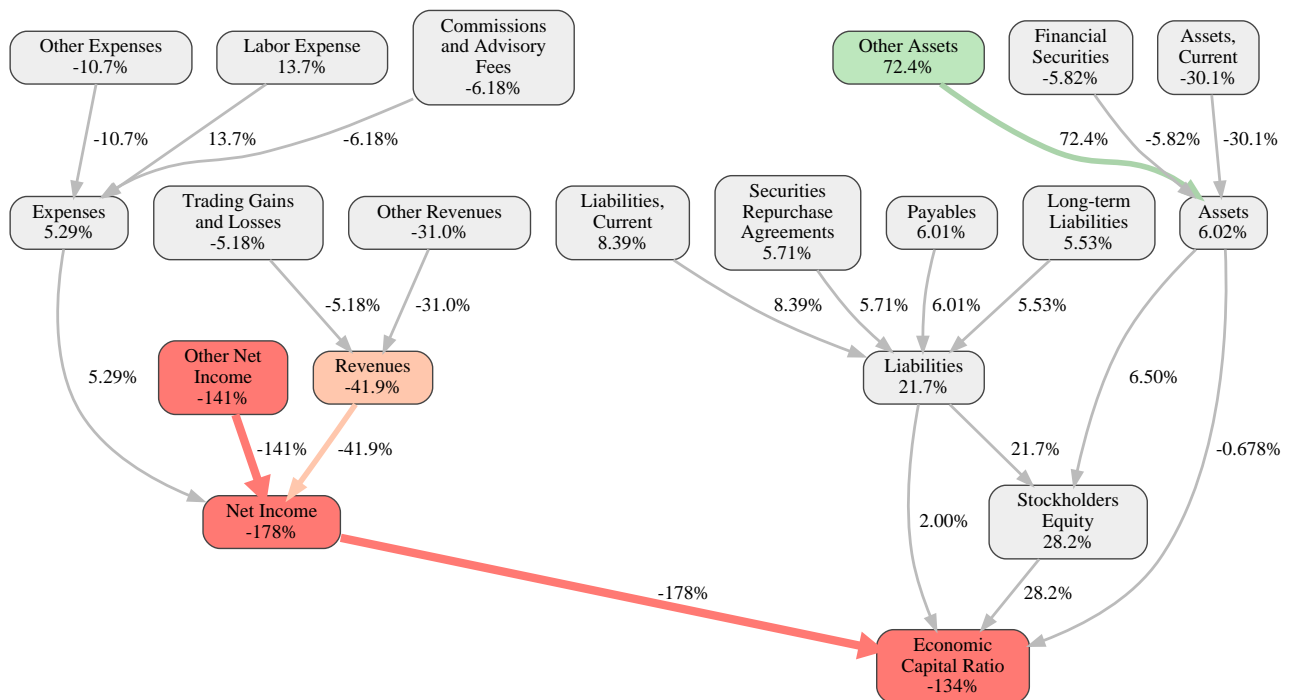 Other Expenses
-10.7%
Labor Expense
13.7%
Commissions
and Advisory
Fees
-6.18%
Other Assets
72.4%
Financial
Securities
-5.82%
Assets,
Current
-30.1%
-10.7%
13.7%
-6.18%
72.4%
-5.82%
-30.1%
Expenses
5.29%
Trading Gains
and Losses
-5.18%
Other Revenues
-31.0%
Liabilities,
Current
8.39%
Securities
Repurchase
Agreements
5.71%
Payables
6.01%
Long-term
Liabilities
5.53%
Assets
6.02%
-5.18%
-31.0%
8.39%
5.71%
6.01%
5.53%
5.29%
Other Net
Income
-141%
Revenues
-41.9%
Liabilities
21.7%
6.50%
-141%
-41.9%
21.7%
-0.678%
Net Income
-178%
2.00%
Stockholders
Equity
28.2%
-178%
28.2%
Economic
Capital Ratio
-134%